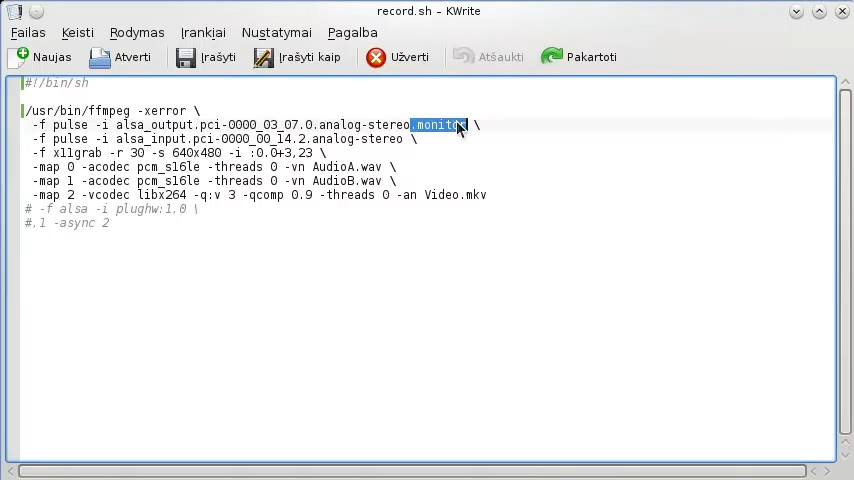 record.sh – KWrite
Failas Keisti Rodymas Įrankiai Nustatymai Pagalba
Naujas Atverti Įrašyti Įrašyti kaip Užverti Atšaukti Pakartoti
#!/bin/sh
/usr/bin/ffmpeg -xerror \
-f pulse -i alsa_output.pci-0000_03_07.0.analog-stereo.monitor \
-f pulse -i alsa_input.pci-0000_00_14.2.analog-stereo \
-f x11grab -r 30 -s 640x480 -i :0.0+3,23 \
-map 0 -acodec pcm_s16le -threads 0 -vn AudioA.wav \
-map 1 -acodec pcm_s16le -threads 0 -vn AudioB.wav \
-map 2 -vcodec libx264 -q:v 3 -qcomp 0.9 -threads 0 -an Video.mkv
# -f alsa -i plughw:1,0 \
#,1 -async 2